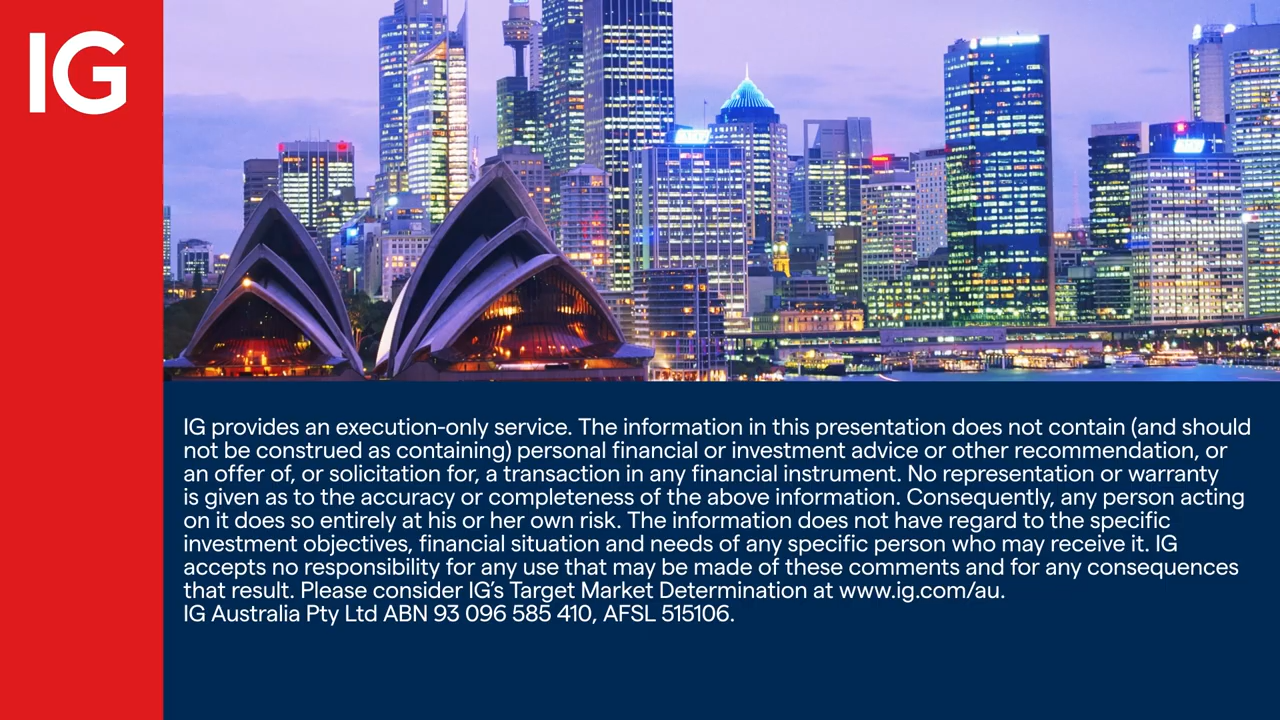 IG
IG provides an execution-only service. The information in this presentation does not contain (and should
not be construed as containing) personal financial or investment advice or other recommendation, or
an offer of, or solicitation for, a transaction in any financial instrument. No representation or warranty
is given as to the accuracy or completeness of the above information. Consequently, any person acting
on it does so entirely at his or her own risk. The information does not have regard to the specific
investment objectives, financial situation and needs of any specific person who may receive it. IG
accepts no responsibility for any use that may be made of these comments and for any consequences
that result. Please consider IG’s Target Market Determination at www.ig.com/au.
IG Australia Pty Ltd ABN 93 096 585 410, AFSL 515106.